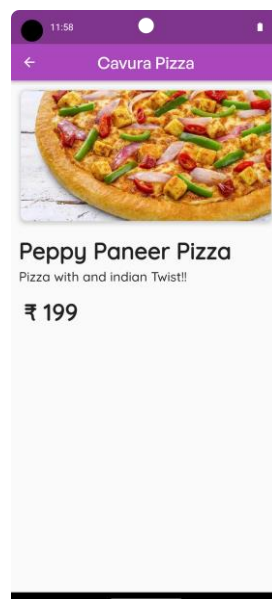 11:58
Cavura Pizza
Peppy Paneer Pizza
Pizza with and indian Twist!!
₹ 199